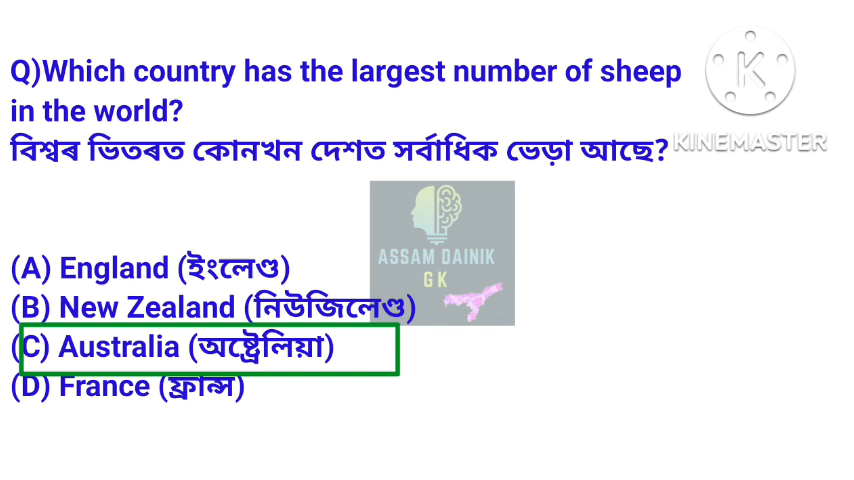 Q)Which country has the largest number of sheep
in the world?
বিশ্বৰ ভিতৰত কোনখন দেশত সৰ্বাধিক ভেড়া আছে?
KINEMASTER
ASSAM DAINIK
GK
(A) England (ইংলেণ্ড)
(B) New Zealand (নিউজিলেণ্ড)
(C) Australia (অষ্ট্ৰেলিয়া)
(D) France (ফ্ৰান্স)